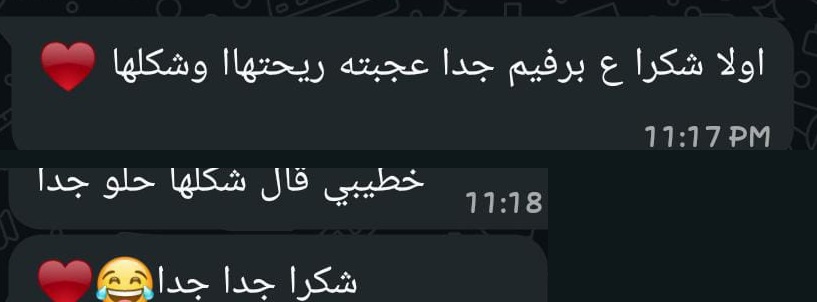 اولا شكرا ع برفيم جدا عجبته ريحتهاا وشكلها ❤️
11:17 PM
خطيبي قال شكلها حلو جدا
11:18
شكرا جدا جدا😂❤️